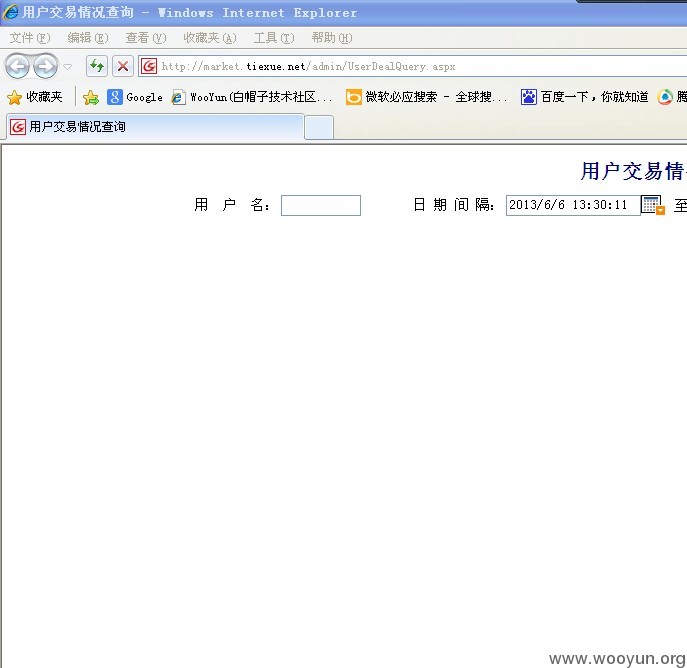 用户交易情况查询 - Windows Internet Explorer
文件(F) 编辑(E) 查看(V) 收藏夹(A) 工具(T) 帮助(H)
http://market.tiexue.net/admin/UserDealQuery.aspx
收藏夹 Google WooYun(白帽子技术社区... 微软必应搜索 - 全球搜... 百度一下，你就知道 腾
用户交易情况查询
用户交易情
用 户 名： 日 期 间 隔： 2013/6/6 13:30:11 至
www.wooyun.org